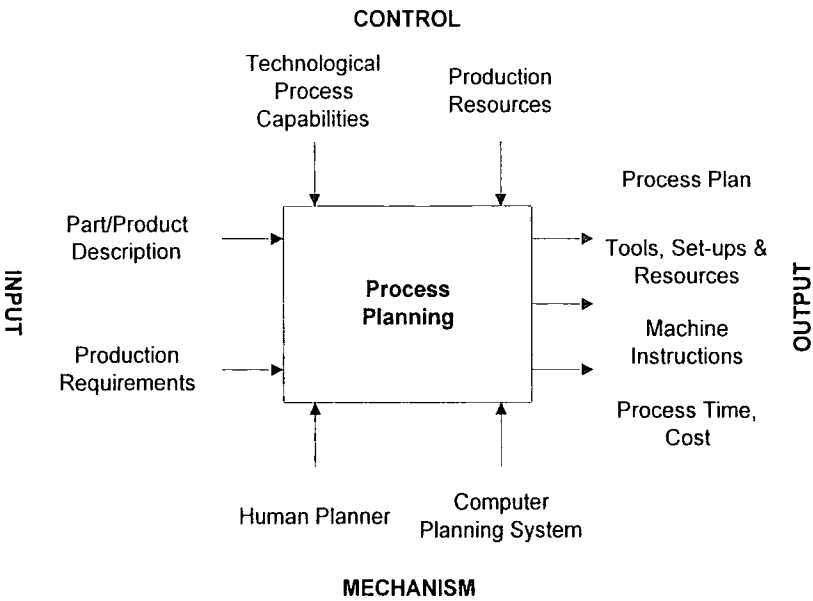 CONTROL
Technological
Process
Capabilities
Production
Resources
Process Plan
Part/Product
Description
Tools, Set-ups &
Resources
INPUT
Process
Planning
OUTPUT
Machine
Instructions
Production
Requirements
Process Time,
Cost
Human Planner
Computer
Planning System
MECHANISM